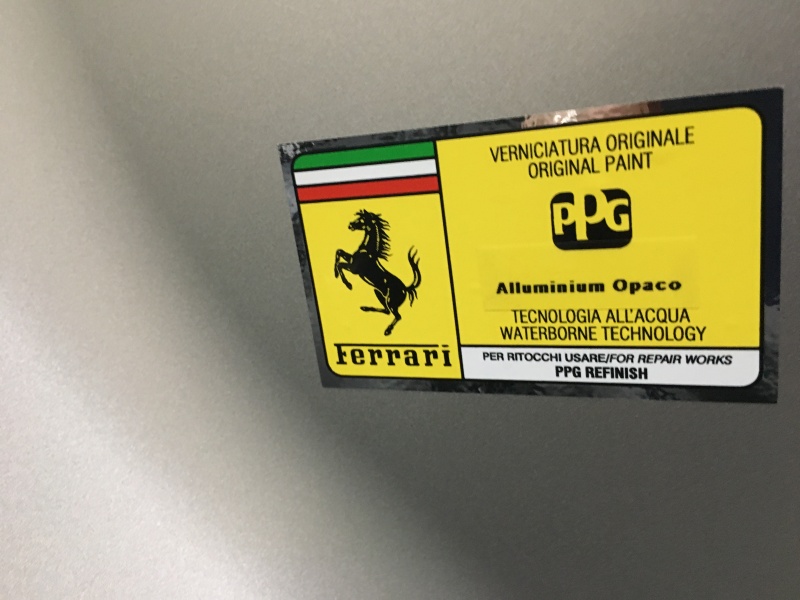 VERNICIATURA ORIGINALE
ORIGINAL PAINT
PPG
Alluminium Opaco
TECNOLOGIA ALL'ACQUA
WATERBORNE TECHNOLOGY
Ferrari
PER RITOCCHI USARE/FOR REPAIR WORKS
PPG REFINISH